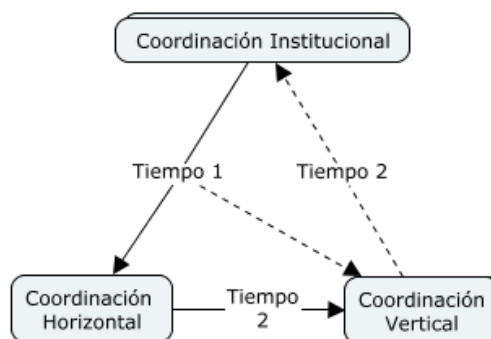 Coordinación Institucional
Tiempo 1
Tiempo 2
Coordinación
Horizontal
Tiempo
2
Coordinación
Vertical